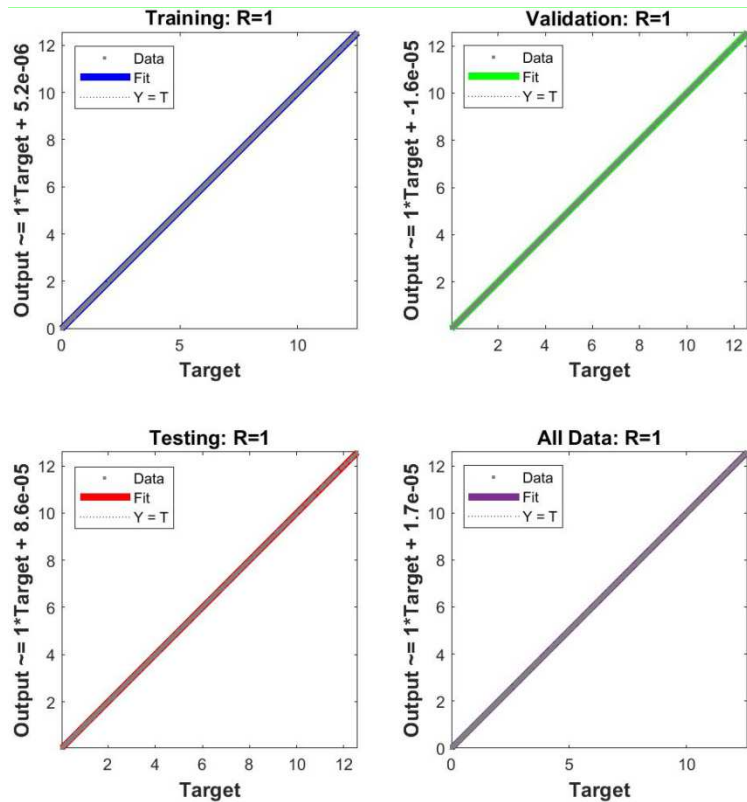 Training: R=1
Output ~= 1*Target + 5.2e-06
12
10
8
6
4
2
0
Data
Fit
Y = T
0 5 10
Target
Validation: R=1
Output ~= 1*Target + -1.6e-05
12
10
8
6
4
2
Data
Fit
Y = T
2 4 6 8 10 12
Target
Testing: R=1
Output ~= 1*Target + 8.6e-05
12
10
8
6
4
2
Data
Fit
Y = T
2 4 6 8 10 12
Target
All Data: R=1
Output ~= 1*Target + 1.7e-05
12
10
8
6
4
2
0
Data
Fit
Y = T
0 5 10
Target